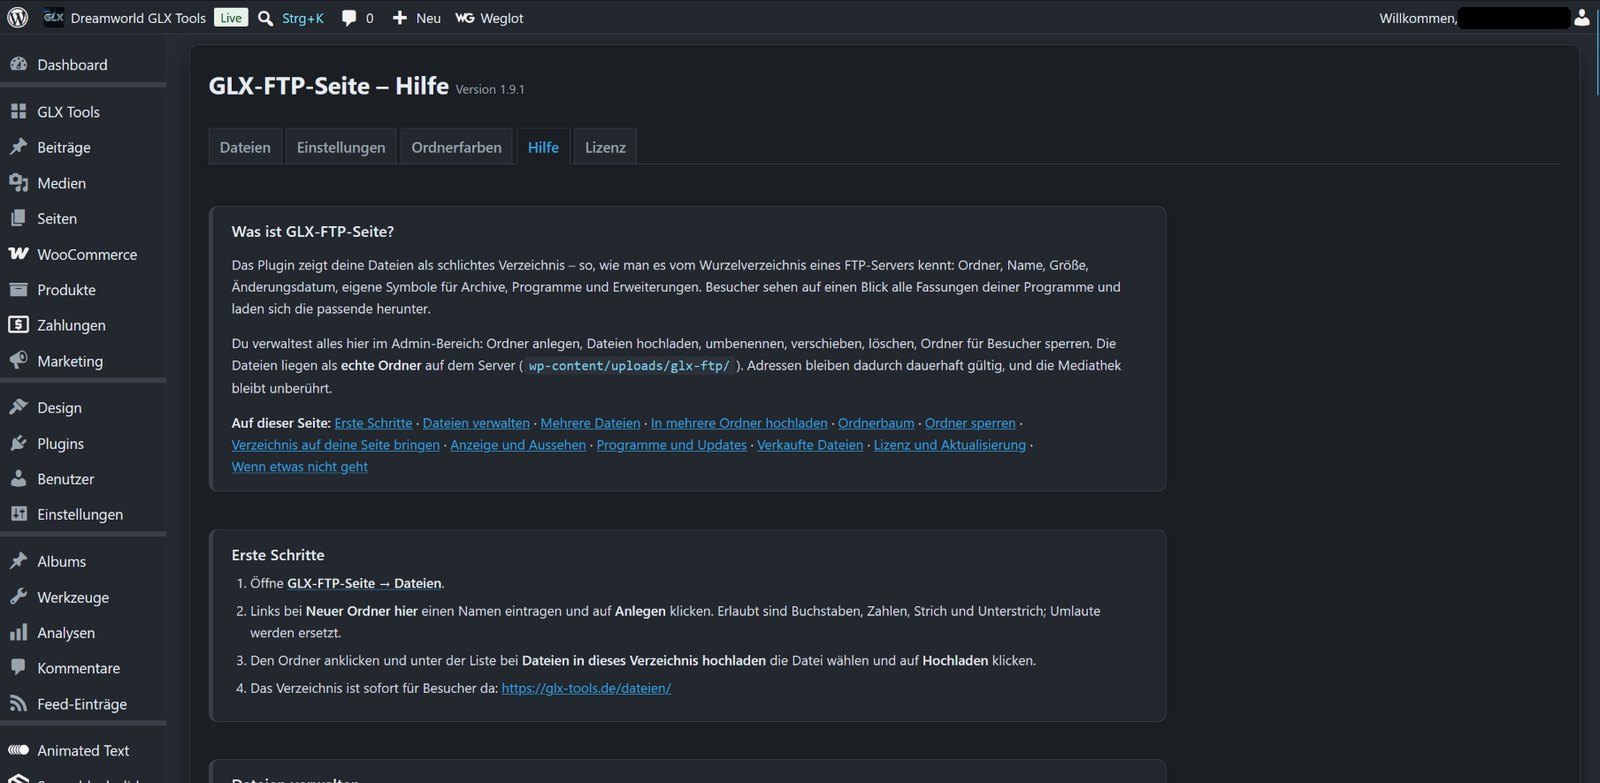 GLX Dreamworld GLX Tools Live Strg+K 0 Neu WG Weglot Willkommen,
Dashboard
GLX Tools
Beiträge
Medien
Seiten
WooCommerce
Produkte
Zahlungen
Marketing
Design
Plugins
Benutzer
Einstellungen
Albums
Werkzeuge
Analysen
Kommentare
Feed-Einträge
Animated Text
GLX-FTP-Seite – Hilfe Version 1.9.1
Dateien Einstellungen Ordnerfarben Hilfe Lizenz
Was ist GLX-FTP-Seite?
Das Plugin zeigt deine Dateien als schlichtes Verzeichnis – so, wie man es vom Wurzelverzeichnis eines FTP-Servers kennt: Ordner, Name, Größe,
Änderungsdatum, eigene Symbole für Archive, Programme und Erweiterungen. Besucher sehen auf einen Blick alle Fassungen deiner Programme und
laden sich die passende herunter.
Du verwaltest alles hier im Admin-Bereich: Ordner anlegen, Dateien hochladen, umbenennen, verschieben, löschen, Ordner für Besucher sperren. Die
Dateien liegen als echte Ordner auf dem Server ( wp-content/uploads/glx-ftp/ ). Adressen bleiben dadurch dauerhaft gültig, und die Mediathek
bleibt unberührt.
Auf dieser Seite: Erste Schritte · Dateien verwalten · Mehrere Dateien · In mehrere Ordner hochladen · Ordnerbaum · Ordner sperren ·
Verzeichnis auf deine Seite bringen · Anzeige und Aussehen · Programme und Updates · Verkaufte Dateien · Lizenz und Aktualisierung ·
Wenn etwas nicht geht
Erste Schritte
1. Öffne GLX-FTP-Seite → Dateien.
2. Links bei Neuer Ordner hier einen Namen eintragen und auf Anlegen klicken. Erlaubt sind Buchstaben, Zahlen, Strich und Unterstrich; Umlaute
werden ersetzt.
3. Den Ordner anklicken und unter der Liste bei Dateien in dieses Verzeichnis hochladen die Datei wählen und auf Hochladen klicken.
4. Das Verzeichnis ist sofort für Besucher da: https://glx-tools.de/dateien/
Dateien verwalten